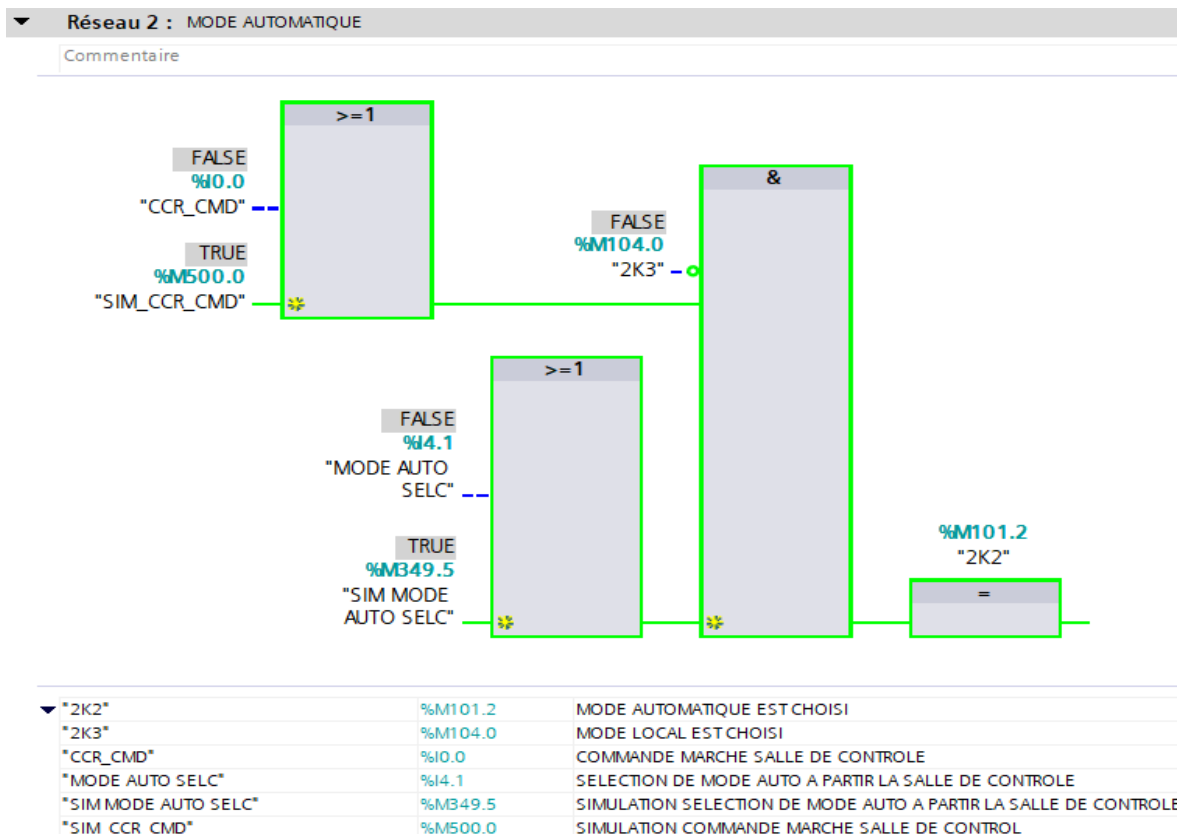 Réseau 2 : MODE AUTOMATIQUE
Commentaire
>=1
FALSE
%I0.0
"CCR_CMD"
TRUE
%M500.0
"SIM_CCR_CMD"
&
FALSE
%M104.0
"2K3"
>=1
FALSE
%I4.1
"MODE AUTO
SELC"
TRUE
%M349.5
"SIM MODE
AUTO SELC"
%M101.2
"2K2"
=
"2K2" %M101.2 MODE AUTOMATIQUE EST CHOISI
"2K3" %M104.0 MODE LOCAL EST CHOISI
"CCR_CMD" %I0.0 COMMANDE MARCHE SALLE DE CONTROLE
"MODE AUTO SELC" %I4.1 SELECTION DE MODE AUTO A PARTIR LA SALLE DE CONTROLE
"SIM MODE AUTO SELC" %M349.5 SIMULATION SELECTION DE MODE AUTO A PARTIR LA SALLE DE CONTROLE
"SIM_CCR_CMD" %M500.0 SIMULATION COMMANDE MARCHE SALLE DE CONTROL